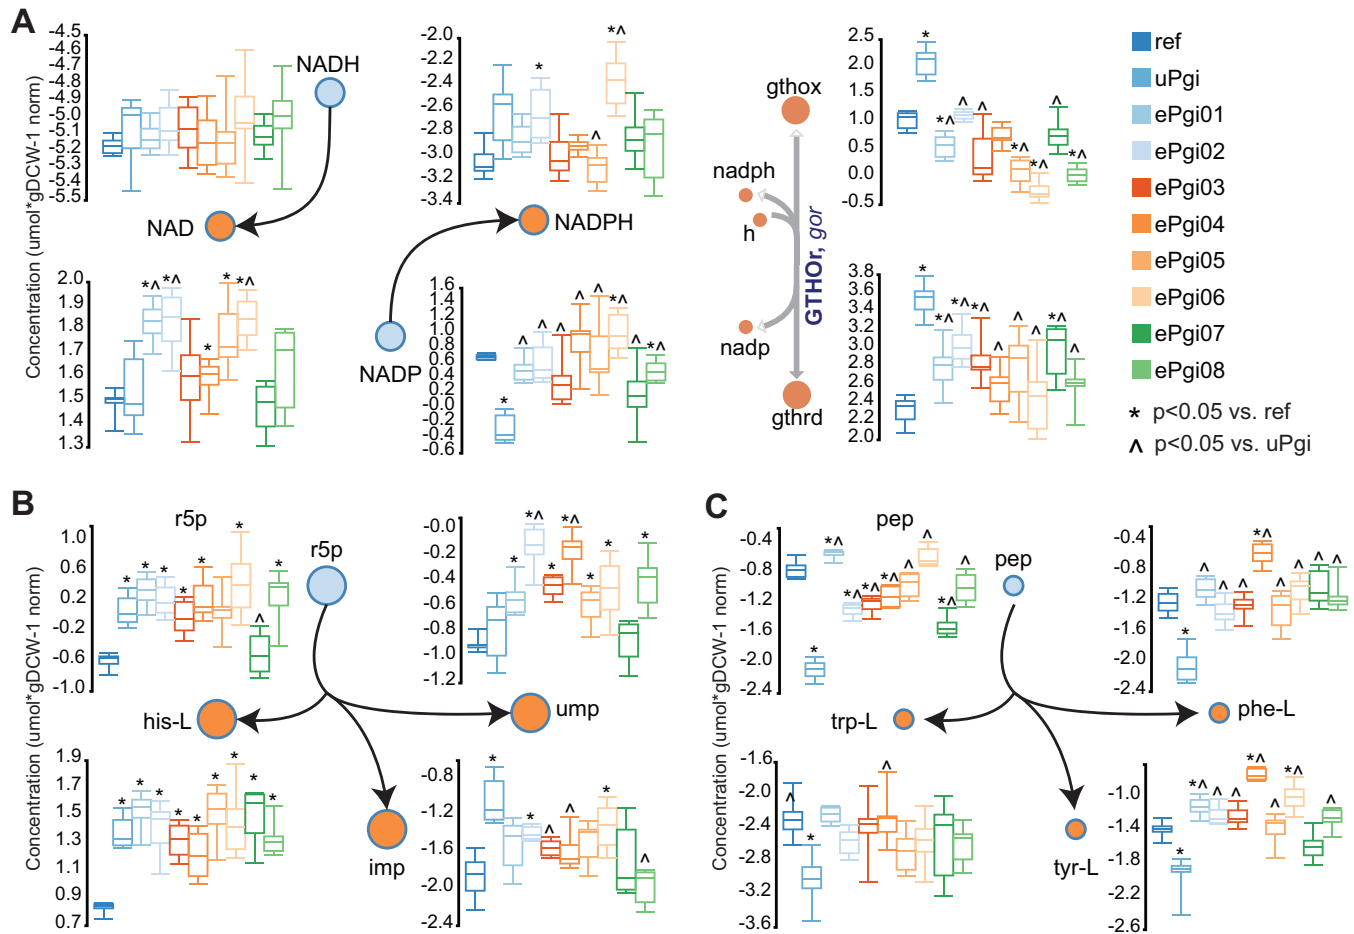 A
Concentration (umol*gDCW-1 norm)
-4.5
-4.6
-4.7
-4.8
-4.9
-5.0
-5.1
-5.2
-5.3
-5.4
-5.5
NADH
NAD
-2.0
-2.2
-2.4
-2.6
-2.8
-3.0
-3.2
-3.4
* *^ ^
NADPH
2.0
1.9
1.8
1.7
1.6
1.5
1.4
1.3
*^ *^ * * *^
NADP
1.6
1.4
1.2
1.0
0.8
0.6
0.4
0.2
-0.0
-0.2
-0.4
-0.6
* ^ ^ ^ ^ ^ *^ ^ *^
gthox
nadph
h
GTHOr, gor
nadp
gthrd
2.5
2.0
1.5
1.0
0.5
0.0
-0.5
* *^ ^ ^ *^ *^ ^ *^
3.8
3.6
3.4
3.2
3.0
2.8
2.6
2.4
2.2
2.0
* *^ *^ *^ ^ ^ ^ *^ ^
ref
uPgi
ePgi01
ePgi02
ePgi03
ePgi04
ePgi05
ePgi06
ePgi07
ePgi08
* p<0.05 vs. ref
^ p<0.05 vs. uPgi
B
Concentration (umol*gDCW-1 norm)
r5p
1.0
0.6
0.2
-0.2
-0.6
-1.0
* * * * * * ^ *
r5p
his-L
ump
imp
-0.0
-0.2
-0.4
-0.6
-0.8
-1.0
-1.2
* *^ * *^ * * *
1.9
1.7
1.5
1.3
1.1
0.9
0.7
* * * * * * * * *
-0.8
-1.2
-1.6
-2.0
-2.4
* * ^ ^ * ^
C
Concentration (umol*gDCW-1 norm)
pep
-0.4
-0.8
-1.2
-1.6
-2.0
-2.4
* *^ *^ *^ *^ ^ ^ *^ ^
pep
trp-L
phe-L
tyr-L
-0.4
-0.8
-1.2
-1.6
-2.0
-2.4
* ^ ^ ^ *^ ^ ^ ^ ^
-1.6
-2.0
-2.4
-2.8
-3.2
-3.6
^ * ^
-1.0
-1.4
-1.8
-2.2
-2.6
* *^ ^ ^ *^ ^ *^ ^